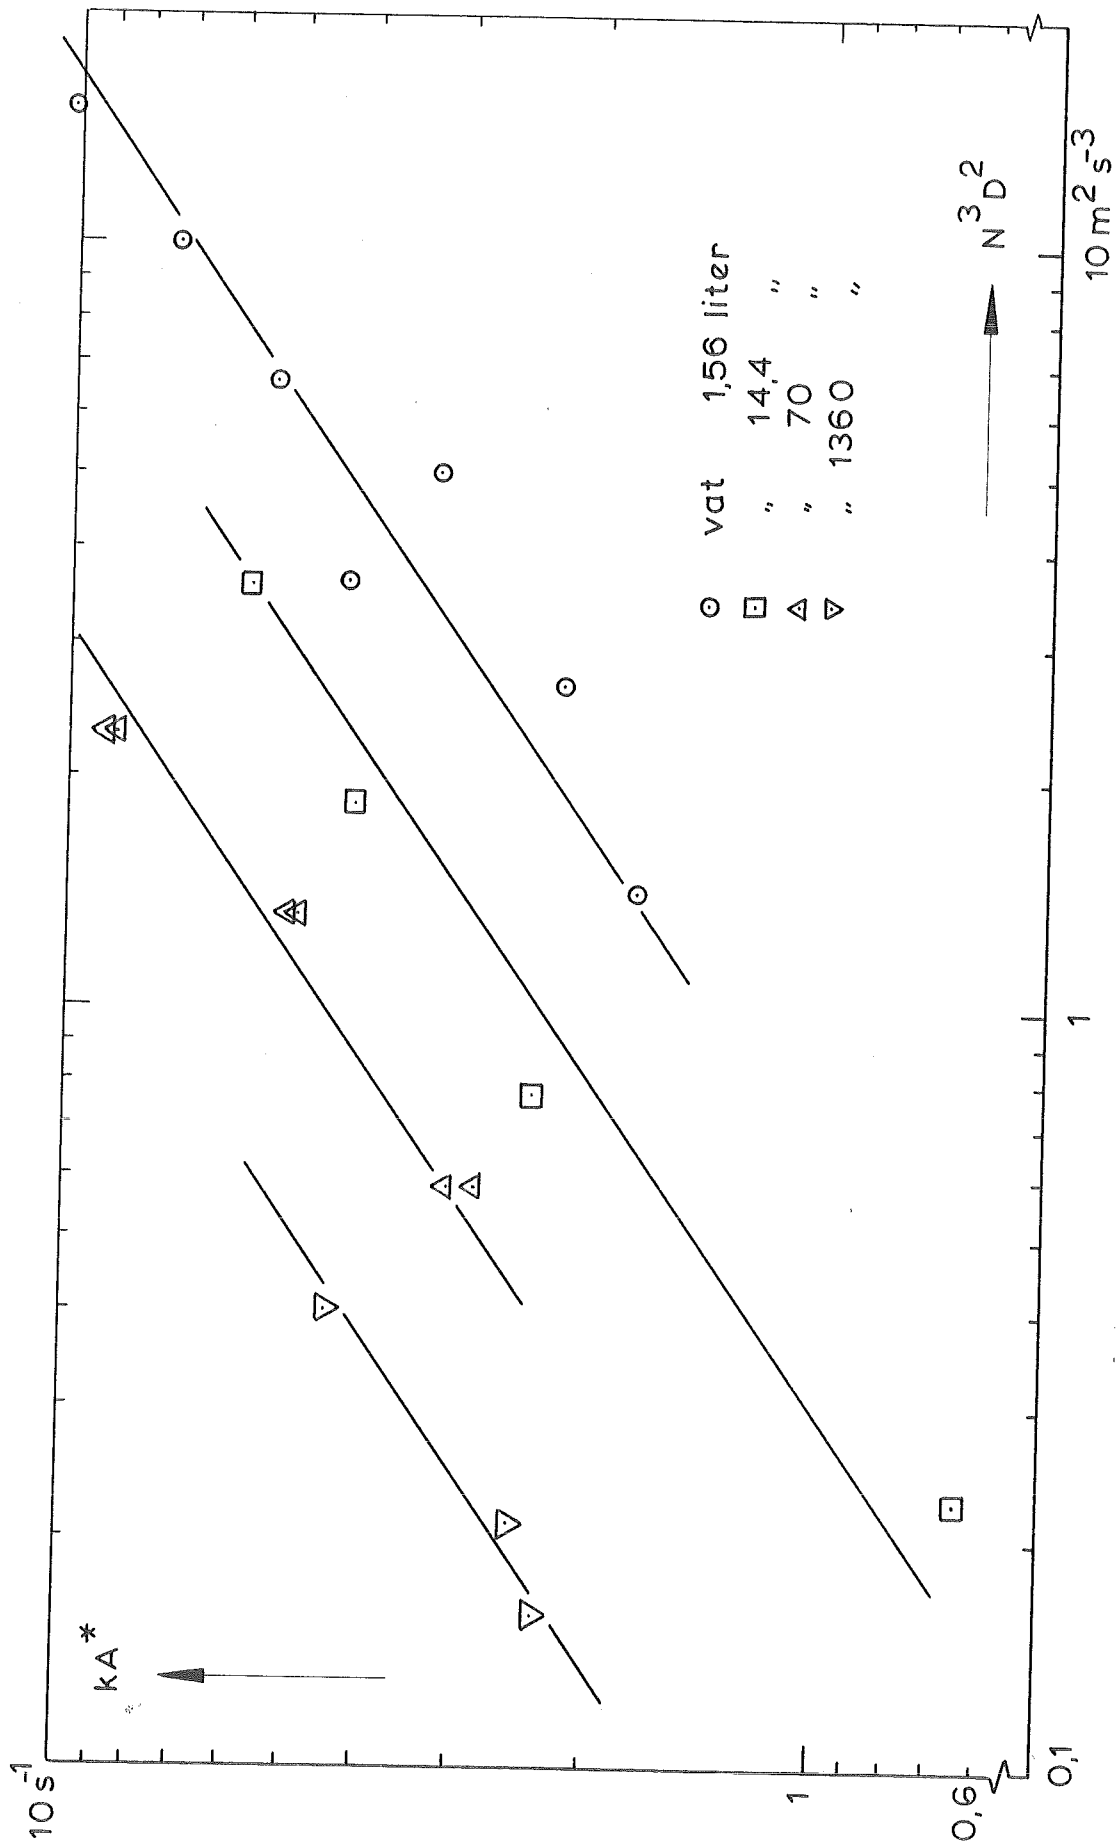 10 s⁻¹
kA*
1
0,6
○ vat 1,56 liter
□ " 14,4 "
△ " 70 "
▽ " 1360 "
N³D²
0,1
1
10 m² s⁻³